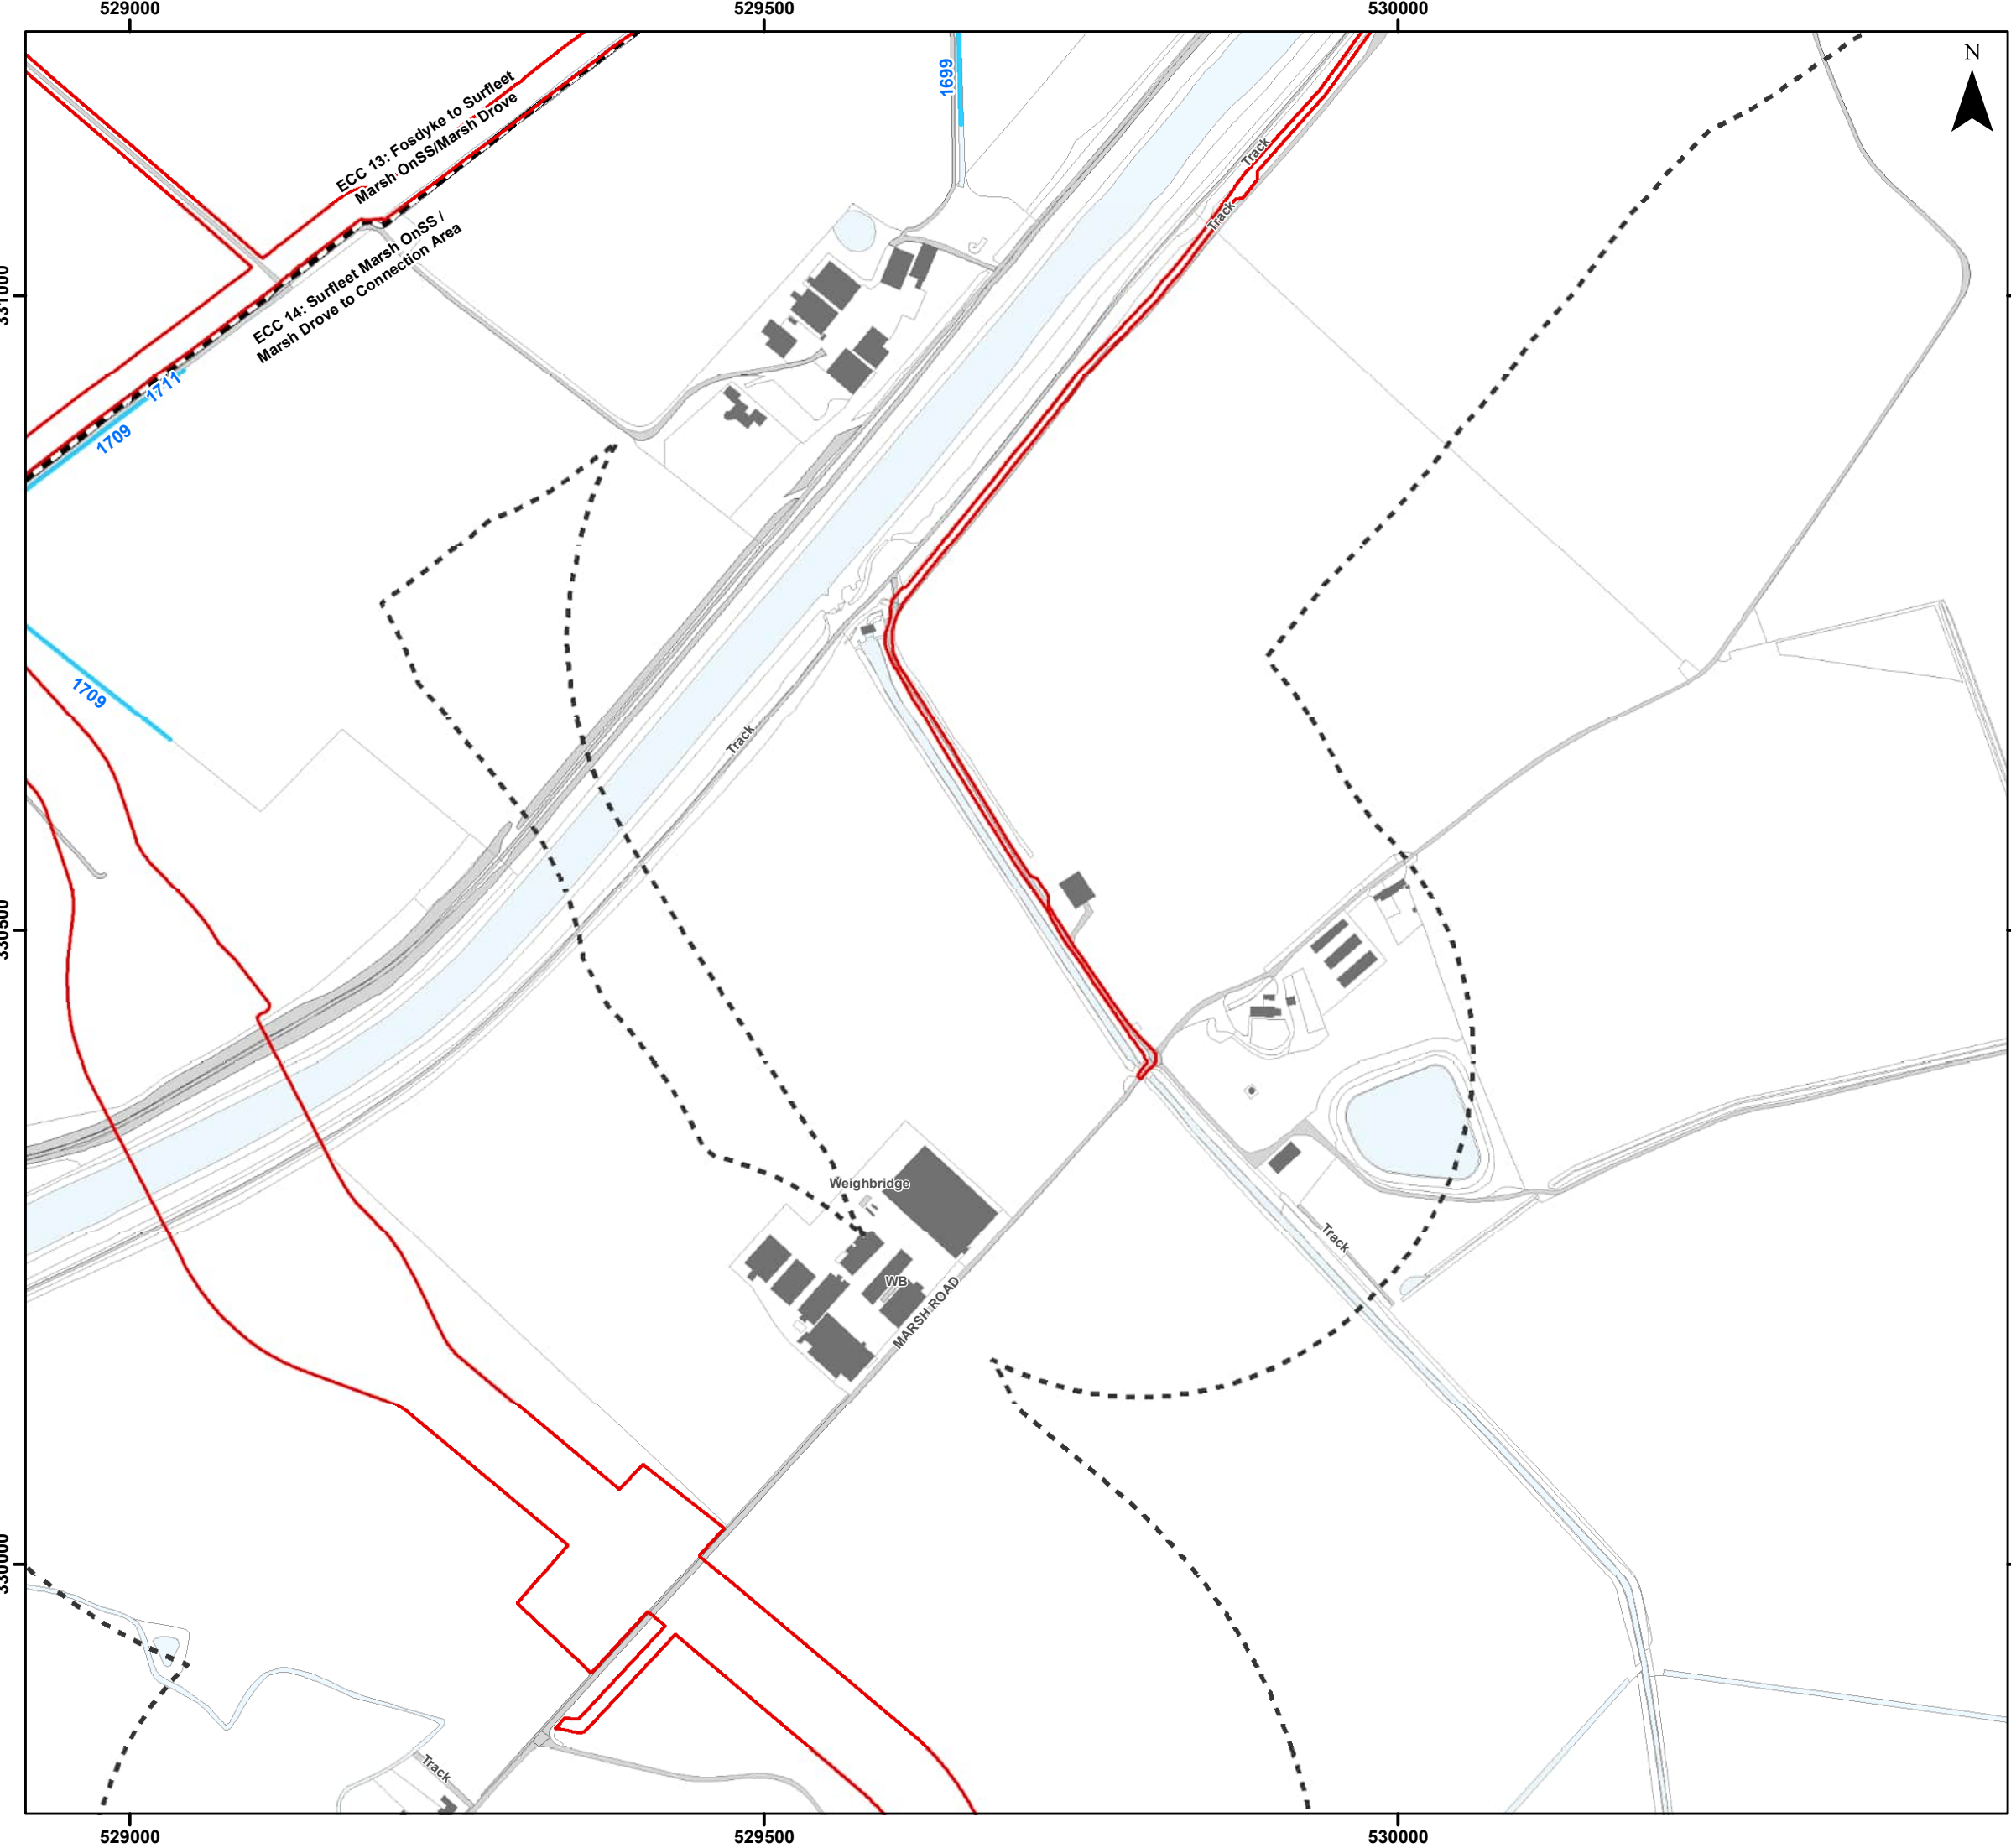 529000
529500
530000
N
1699
ECC 13: Fosdyke to Surfleet
Marsh OnSS/Marsh Drove
Track
Track
ECC 14: Surfleet Marsh OnSS /
Marsh Drove to Connection Area
331000
1711
1709
1709
Track
330500
Weighbridge
Track
WB
MARSH ROAD
330000
Track
529000
529500
530000